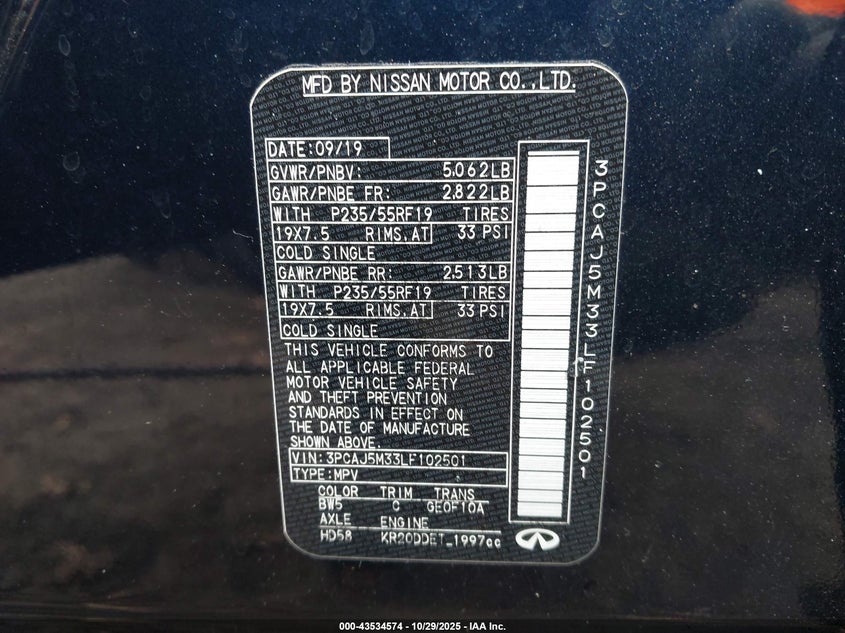 MFD BY NISSAN MOTOR CO.,LTD.
DATE:09/19
GVWR/PNBV: 5.062LB
GAWR/PNBE FR: 2.822LB
WITH P235/55RF19 TIRES
19X7.5 RIMS.AT 33 PSI
COLD SINGLE
GAWR/PNBE RR: 2.513LB
WITH P235/55RF19 TIRES
19X7.5 RIMS.AT 33 PSI
COLD SINGLE
THIS VEHICLE CONFORMS TO
ALL APPLICABLE FEDERAL
MOTOR VEHICLE SAFETY
AND THEFT PREVENTION
STANDARDS IN EFFECT ON
THE DATE OF MANUFACTURE
SHOWN ABOVE.
VIN:3PCAJ5M33LF102501
TYPE:MPV
COLOR TRIM TRANS
BW5 C GE0F10A
AXLE ENGINE
HD58 KR20DDET_1997cc
3PCAJ5M33LF102501
000-43534574 - 10/29/2025 - IAA Inc.